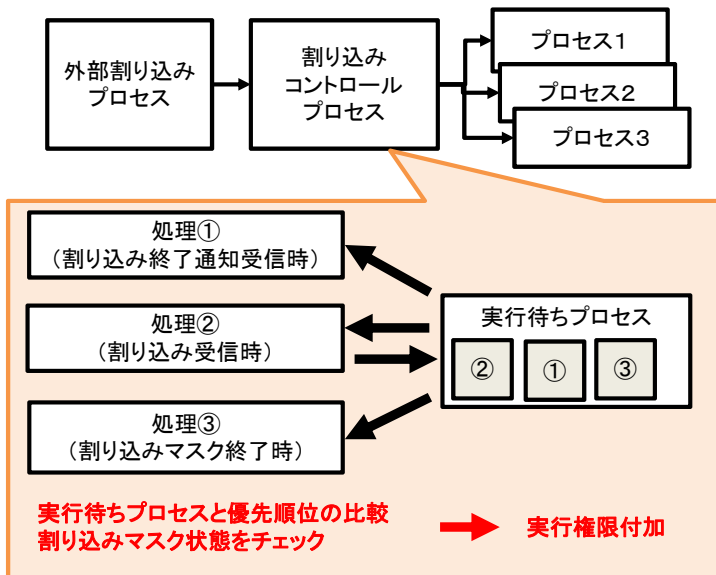 外部割り込み
プロセス
割り込み
コントロール
プロセス
プロセス1
プロセス2
プロセス3
処理①
（割り込み終了通知受信時）
処理②
（割り込み受信時）
処理③
（割り込みマスク終了時）
実行待ちプロセス
② ① ③
実行待ちプロセスと優先順位の比較
割り込みマスク状態をチェック
実行権限付加